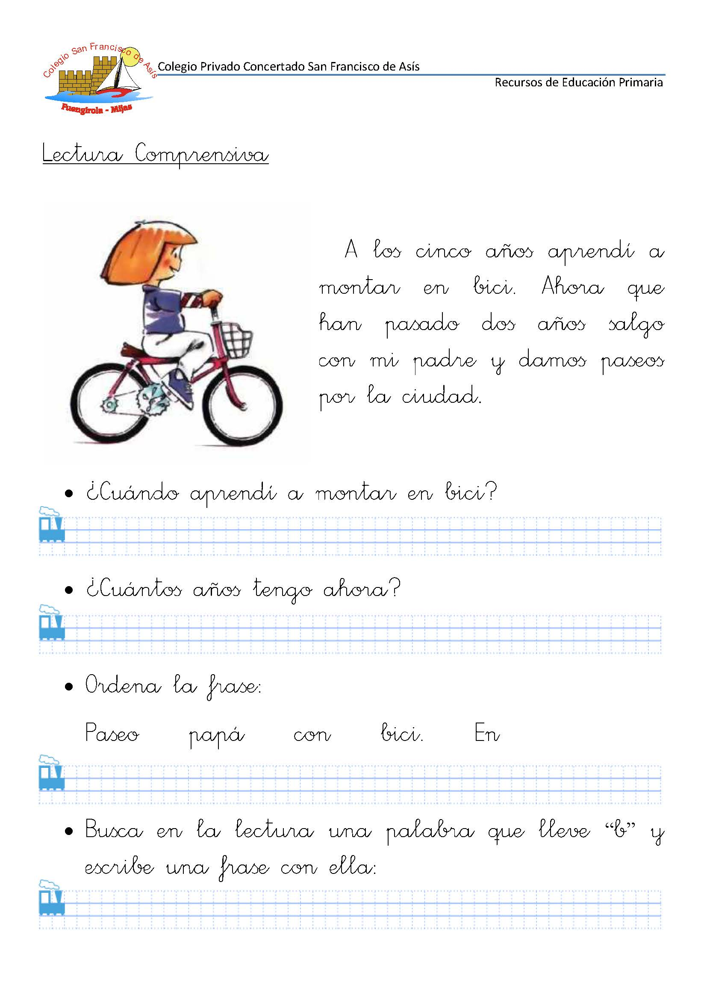 Colegio San Francisco de Asís
Fuengirola - Mijas
Colegio Privado Concertado San Francisco de Asís
Recursos de Educación Primaria
Lectura Comprensiva
A los cinco años aprendí a
montar en bici. Ahora que
han pasado dos años salgo
con mi padre y damos paseos
por la ciudad.
• ¿Cuándo aprendí a montar en bici?
• ¿Cuántos años tengo ahora?
• Ordena la frase:
Paseo papá con bici. En
• Busca en la lectura una palabra que lleve “b” y
escribe una frase con ella: